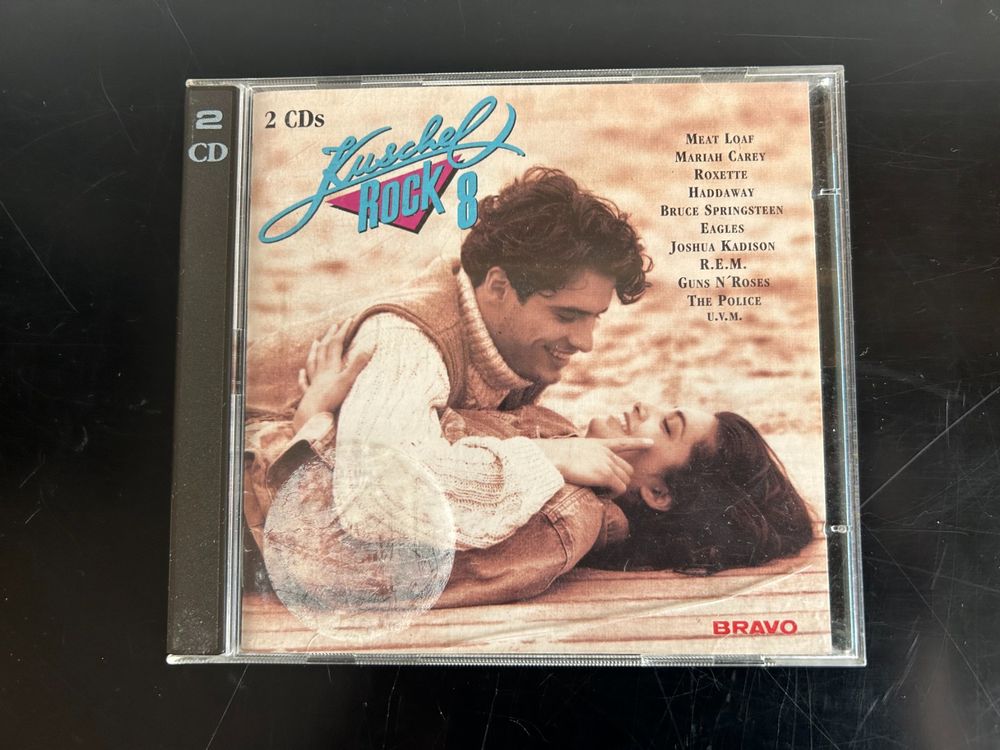 2
CD
2 CDs
Kuschel
ROCK 8
MEAT LOAF
MARIAH CAREY
ROXETTE
HADDAWAY
BRUCE SPRINGSTEEN
EAGLES
JOSHUA KADISON
R.E.M.
GUNS N´ROSES
THE POLICE
U.V.M.
BRAVO